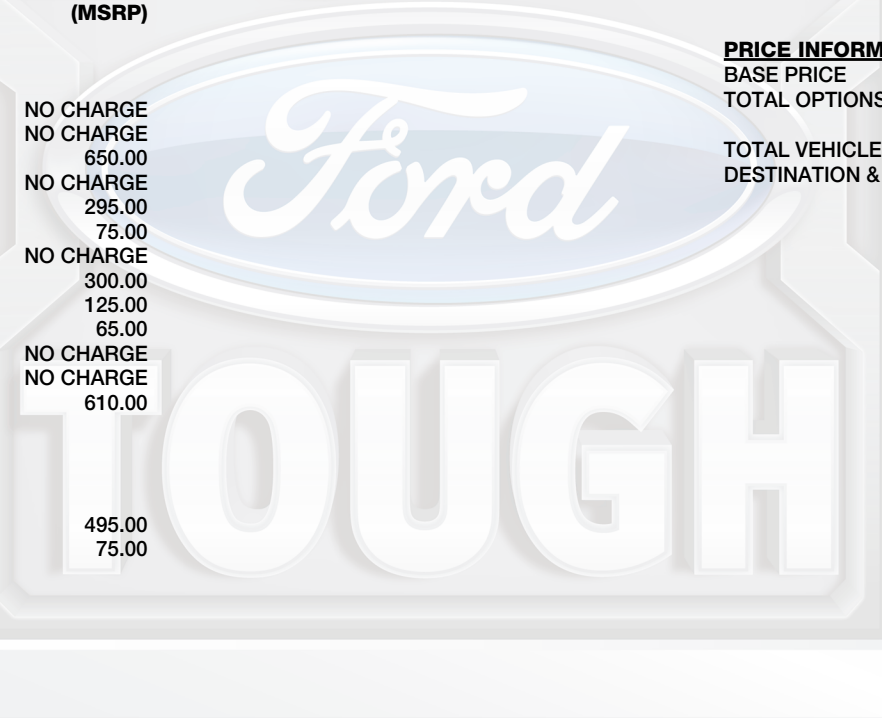 (MSRP)
NO CHARGE
NO CHARGE
650.00
NO CHARGE
295.00
75.00
NO CHARGE
300.00
125.00
65.00
NO CHARGE
NO CHARGE
610.00
495.00
75.00
PRICE INFORM
BASE PRICE
TOTAL OPTIONS
TOTAL VEHICLE
DESTINATION &
Ford
TOUGH